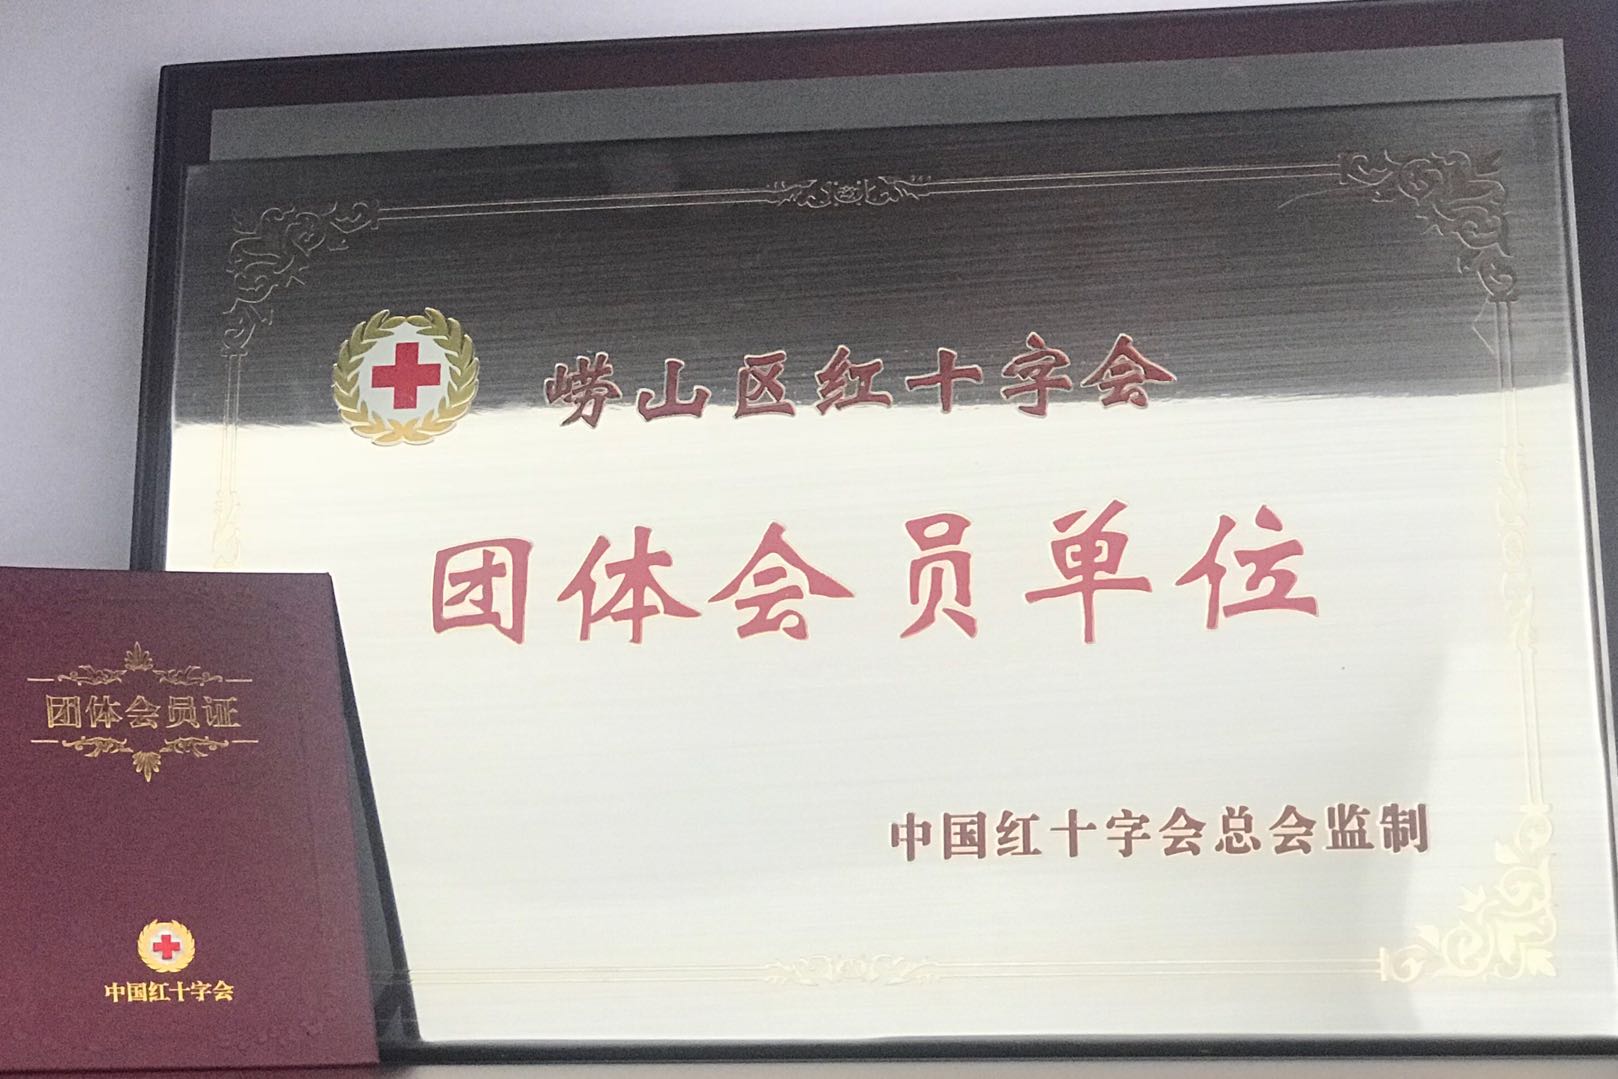 崂山区红十字会
团体会员单位
中国红十字会总会监制
团体会员证
中国红十字会